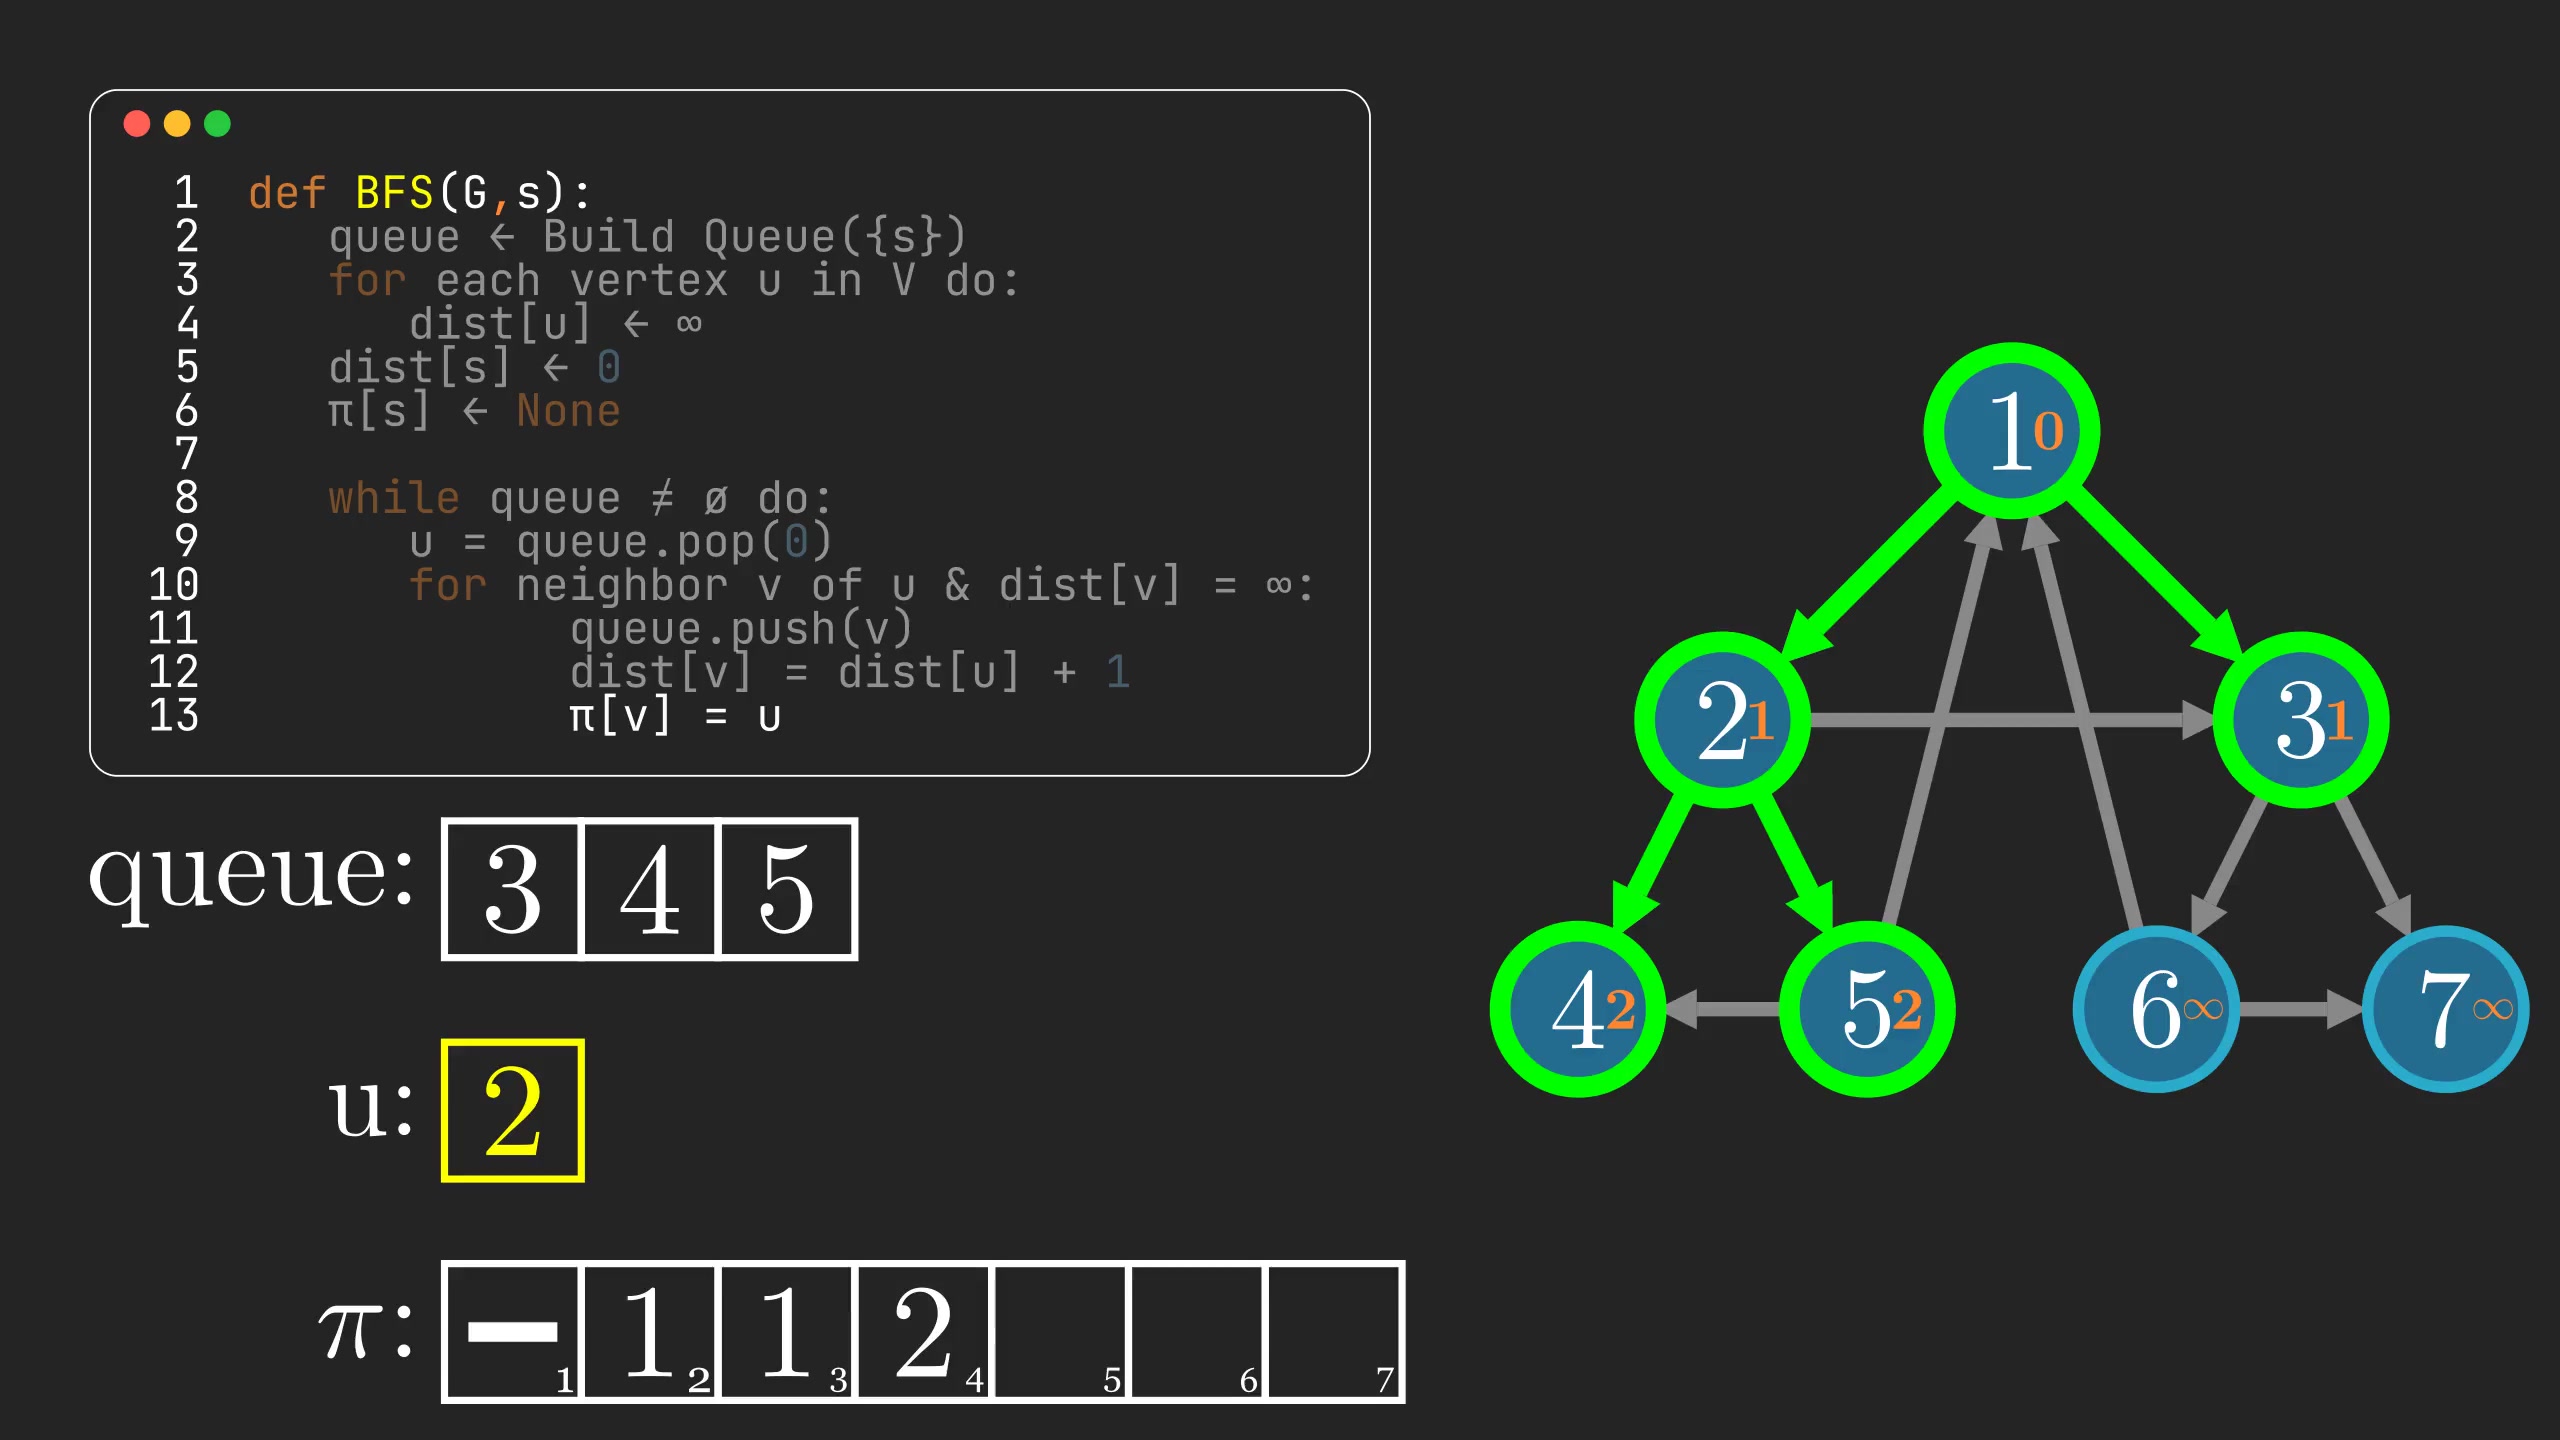 1 def BFS(G,s):
2 queue ← Build Queue({s})
3 for each vertex u in V do:
4 dist[u] ← ∞
5 dist[s] ← 0
6 π[s] ← None
7
8 while queue ≠ ø do:
9 u = queue.pop(0)
10 for neighbor v of u & dist[v] = ∞:
11 queue.push(v)
12 dist[v] = dist[u] + 1
13 π[v] = u
queue: 3 4 5
u: 2
π: – 1 1 1 2 1 3 2 4 5 6 7
1 0
2 1
3 1
4 2
5 2
6 ∞
7 ∞